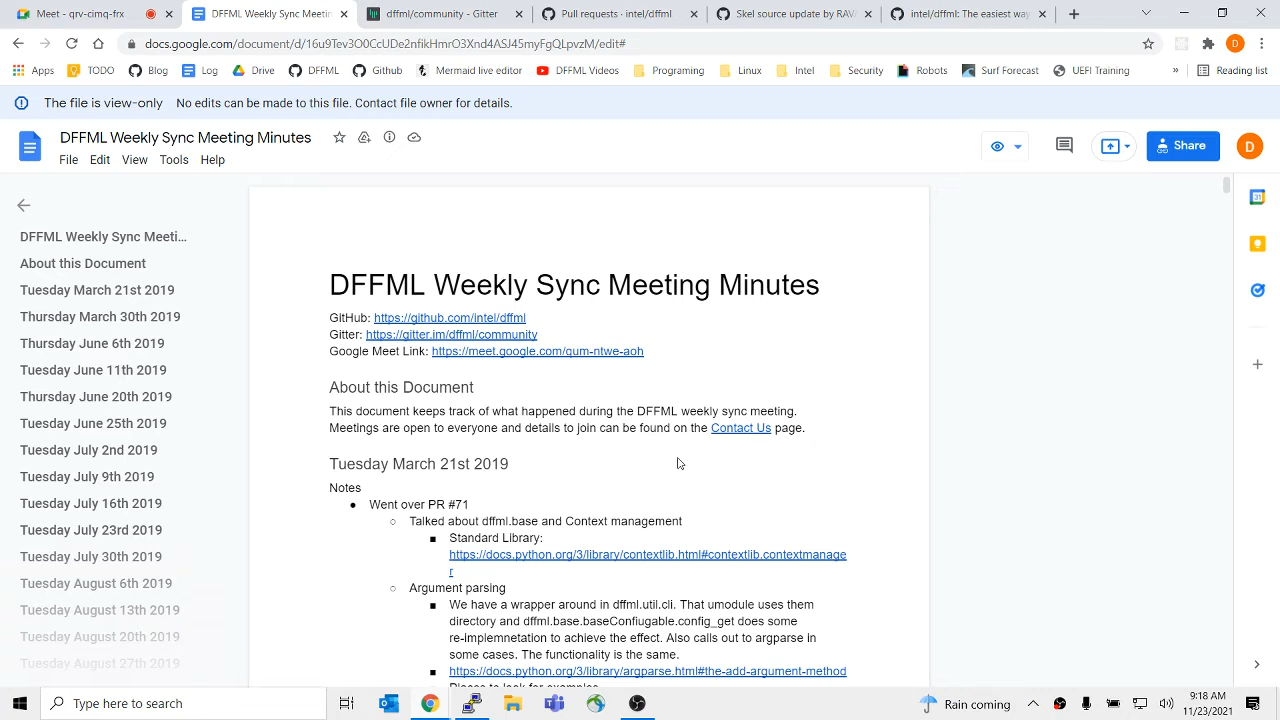 DFFML Weekly Sync Meetin
dffml/community - Gitter
Pull requests · intel/dffml
Skel source update by RAVA
intel/dffml: The easiest way
docs.google.com/document/d/16u9Tev3O0CcUDe2nfikHmrO3Xnd4ASJ45myFgQLpvzM/edit#
D
Apps
TODO
Blog
Log
Drive
DFFML
Github
Mermaid live editor
DFFML Videos
Programing
Linux
Intel
Security
Robots
Surf Forecast
UEFI Training
»
Reading list
The file is view-only No edits can be made to this file. Contact file owner for details.
DFFML Weekly Sync Meeting Minutes
File Edit View Tools Help
Share
D
DFFML Weekly Sync Meeti...
About this Document
Tuesday March 21st 2019
Thursday March 30th 2019
Thursday June 6th 2019
Tuesday June 11th 2019
Thursday June 20th 2019
Tuesday June 25th 2019
Tuesday July 2nd 2019
Tuesday July 9th 2019
Tuesday July 16th 2019
Tuesday July 23rd 2019
Tuesday July 30th 2019
Tuesday August 6th 2019
Tuesday August 13th 2019
Tuesday August 20th 2019
Tuesday August 27th 2019
DFFML Weekly Sync Meeting Minutes
GitHub: https://github.com/intel/dffml
Gitter: https://gitter.im/dffml/community
Google Meet Link: https://meet.google.com/qum-ntwe-aoh
About this Document
This document keeps track of what happened during the DFFML weekly sync meeting.
Meetings are open to everyone and details to join can be found on the Contact Us page.
Tuesday March 21st 2019
Notes
● Went over PR #71
○ Talked about dffml.base and Context management
■ Standard Library:
https://docs.python.org/3/library/contextlib.html#contextlib.contextmanage
r
○ Argument parsing
■ We have a wrapper around in dffml.util.cli. That umodule uses them
directory and dffml.base.baseConfiugable.config_get does some
re-implemnetation to achieve the effect. Also calls out to argparse in
some cases. The functionality is the same.
■ https://docs.python.org/3/library/argparse.html#the-add-argument-method
31
Type here to search
Rain coming
9:18 AM
11/23/2021